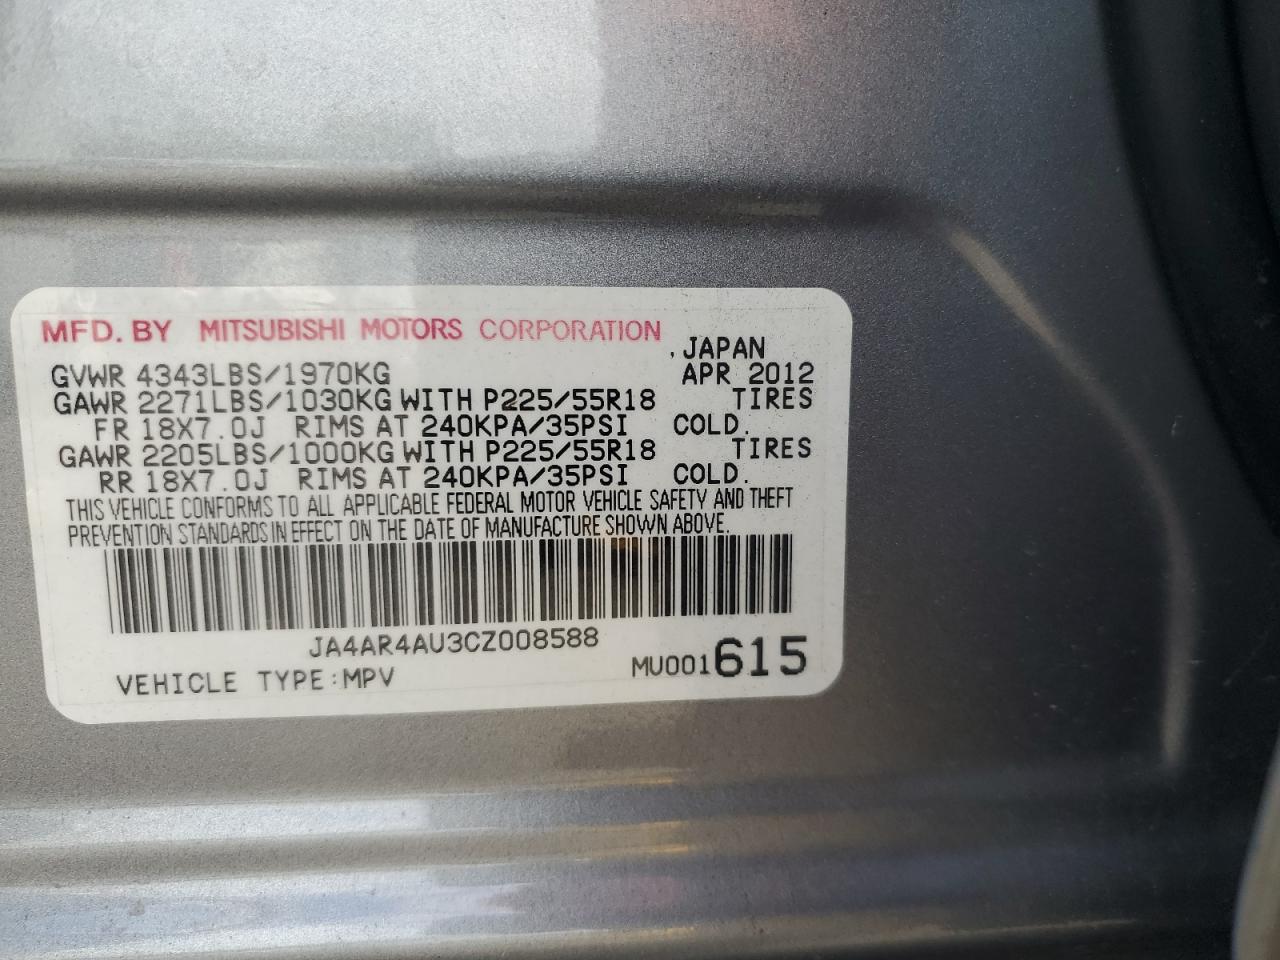 MFD. BY MITSUBISHI MOTORS CORPORATION
, JAPAN
GVWR 4343LBS/1970KG APR 2012
GAWR 2271LBS/1030KG WITH P225/55R18 TIRES
FR 18X7.0J RIMS AT 240KPA/35PSI COLD.
GAWR 2205LBS/1000KG WITH P225/55R18 TIRES
RR 18X7.0J RIMS AT 240KPA/35PSI COLD.
THIS VEHICLE CONFORMS TO ALL APPLICABLE FEDERAL MOTOR VEHICLE SAFETY AND THEFT
PREVENTION STANDARDS IN EFFECT ON THE DATE OF MANUFACTURE SHOWN ABOVE.
JA4AR4AU3CZ008588
VEHICLE TYPE:MPV MU001615